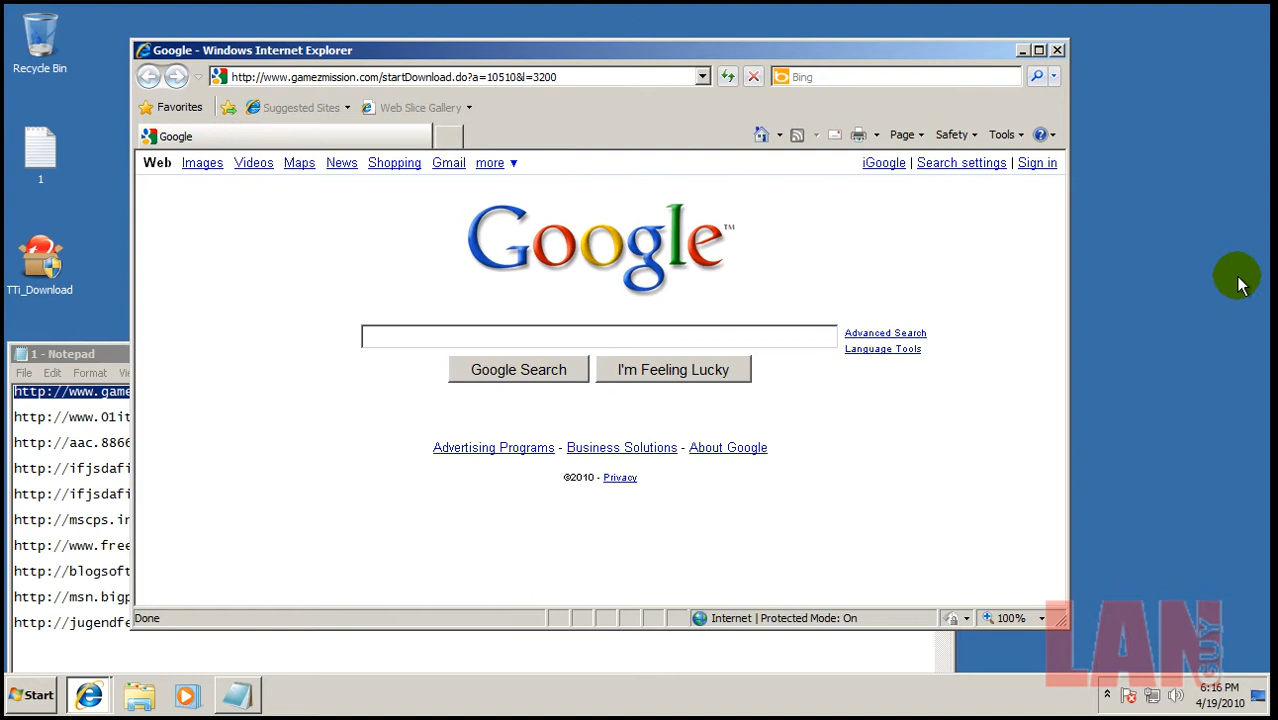 Recycle Bin
1
TTi_Download
Google - Windows Internet Explorer
http://www.gamezmission.com/startDownload.do?a=10510&l=3200
Bing
Favorites
Suggested Sites
Web Slice Gallery
Google
Page
Safety
Tools
Web Images Videos Maps News Shopping Gmail more ▼
iGoogle | Search settings | Sign in
Google™
Advanced Search
Language Tools
Google Search
I'm Feeling Lucky
Advertising Programs - Business Solutions - About Google
©2010 - Privacy
Done
Internet | Protected Mode: On
100%
1 - Notepad
File Edit Format
http://www.game
http://www.01it
http://aac.8866
http://ifjsdafi
http://ifjsdafi
http://mscps.in
http://www.free
http://blogsoft
http://msn.bigp
http://jugendfe
LAN GUY
Start
6:16 PM
4/19/2010